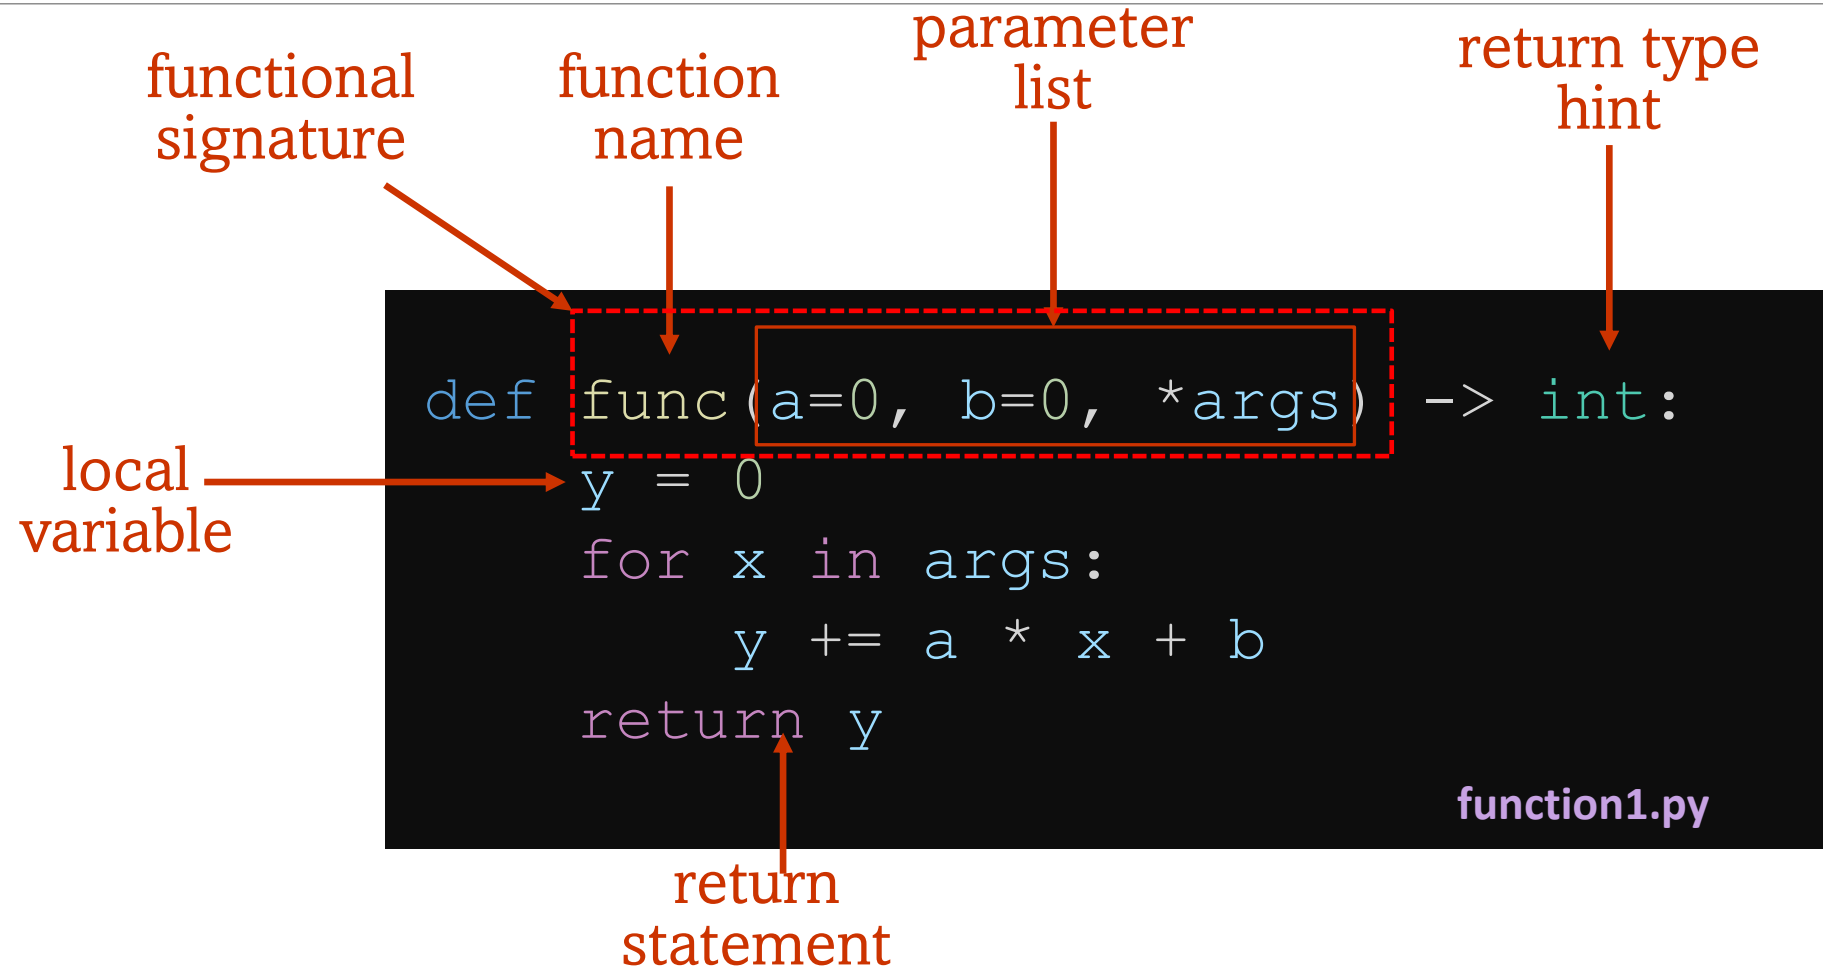 functional
signature
function
name
parameter
list
return type
hint
def func(a=0, b=0, *args) -> int:
local
variable
y = 0
for x in args:
y += a * x + b
return y
function1.py
return
statement